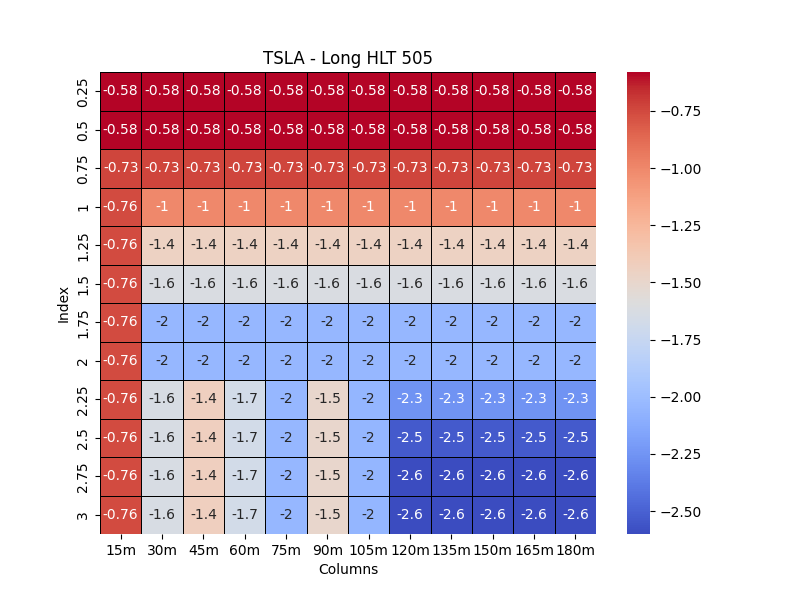 TSLA - Long HLT 505
0.25 -0.58 -0.58 -0.58 -0.58 -0.58 -0.58 -0.58 -0.58 -0.58 -0.58 -0.58 -0.58
0.5 -0.58 -0.58 -0.58 -0.58 -0.58 -0.58 -0.58 -0.58 -0.58 -0.58 -0.58 -0.58
0.75 -0.73 -0.73 -0.73 -0.73 -0.73 -0.73 -0.73 -0.73 -0.73 -0.73 -0.73 -0.73
1 -0.76 -1 -1 -1 -1 -1 -1 -1 -1 -1 -1 -1
1.25 -0.76 -1.4 -1.4 -1.4 -1.4 -1.4 -1.4 -1.4 -1.4 -1.4 -1.4 -1.4
1.5 -0.76 -1.6 -1.6 -1.6 -1.6 -1.6 -1.6 -1.6 -1.6 -1.6 -1.6 -1.6
1.75 -0.76 -2 -2 -2 -2 -2 -2 -2 -2 -2 -2 -2
2 -0.76 -2 -2 -2 -2 -2 -2 -2 -2 -2 -2 -2
2.25 -0.76 -1.6 -1.4 -1.7 -2 -1.5 -2 -2.3 -2.3 -2.3 -2.3 -2.3
2.5 -0.76 -1.6 -1.4 -1.7 -2 -1.5 -2 -2.5 -2.5 -2.5 -2.5 -2.5
2.75 -0.76 -1.6 -1.4 -1.7 -2 -1.5 -2 -2.6 -2.6 -2.6 -2.6 -2.6
3 -0.76 -1.6 -1.4 -1.7 -2 -1.5 -2 -2.6 -2.6 -2.6 -2.6 -2.6
Index
15m 30m 45m 60m 75m 90m 105m 120m 135m 150m 165m 180m
Columns
−0.75
−1.00
−1.25
−1.50
−1.75
−2.00
−2.25
−2.50